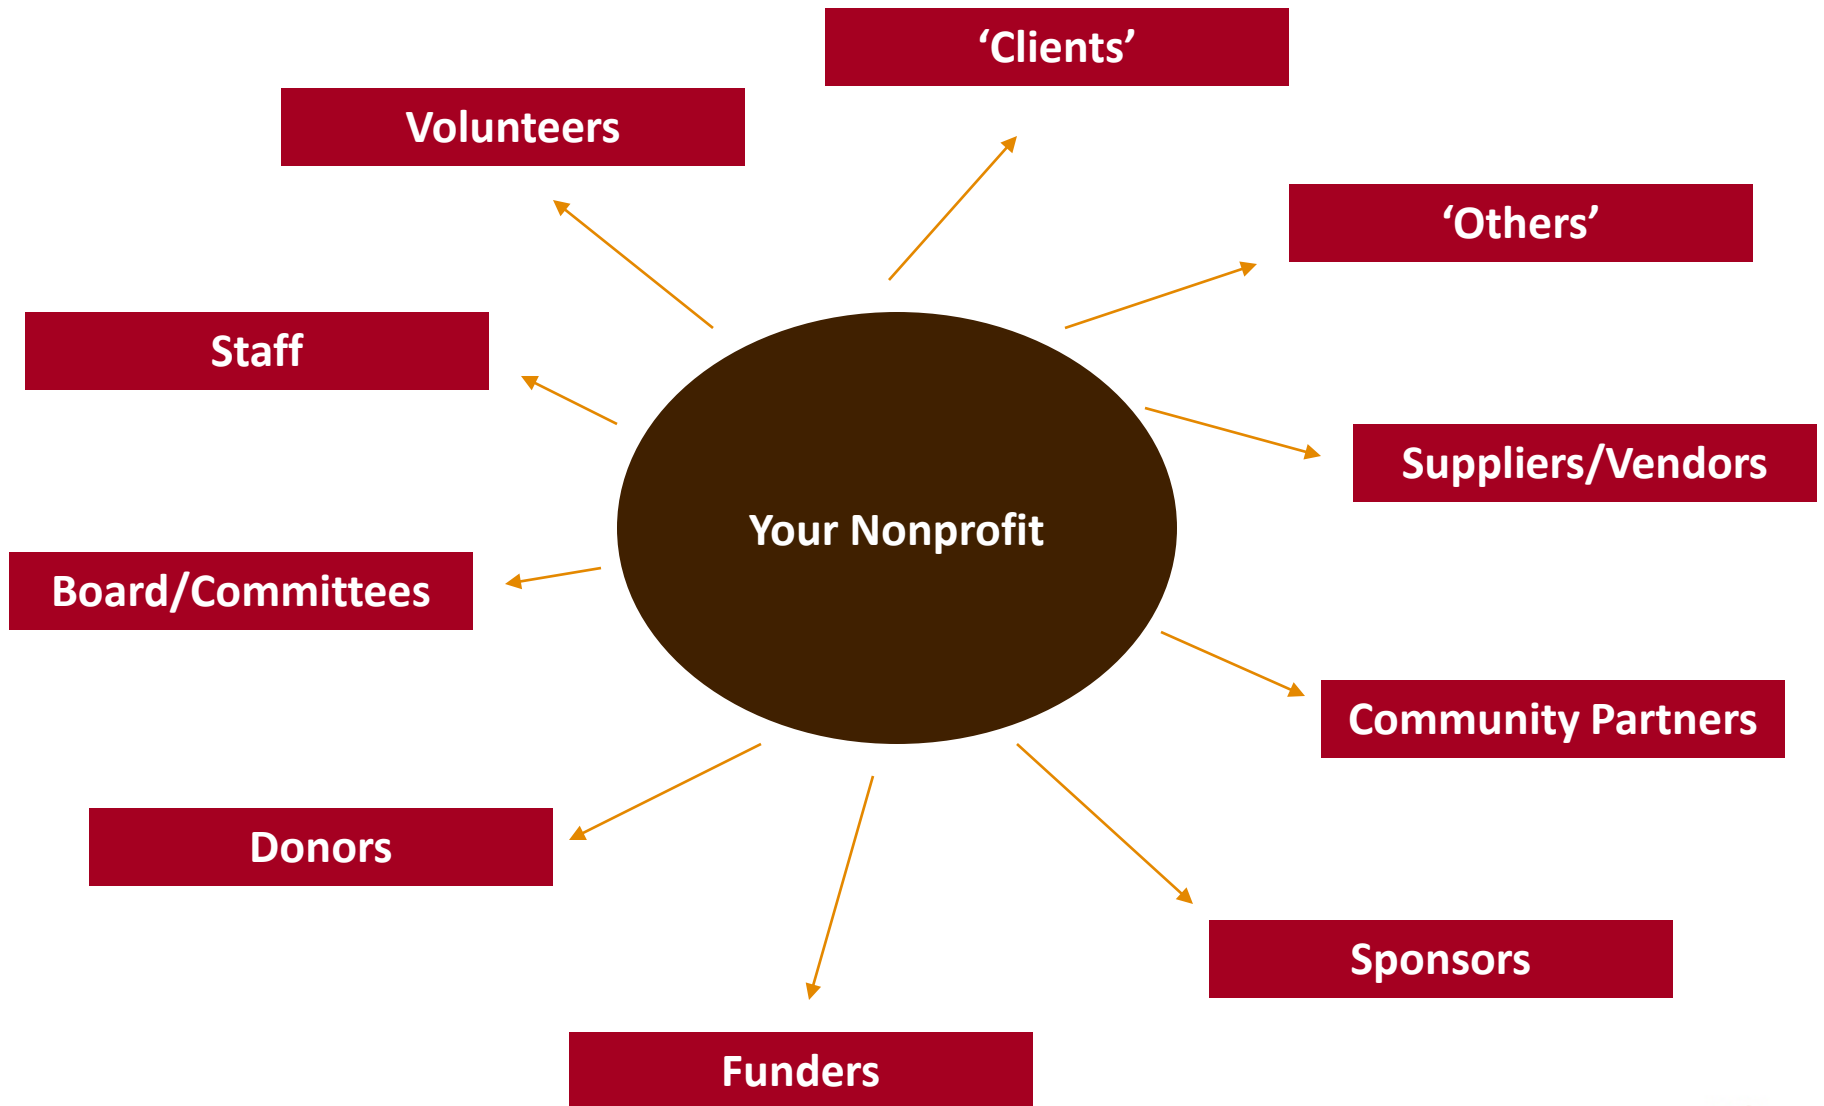 ‘Clients’
Volunteers
‘Others’
Staff
Suppliers/Vendors
Your Nonprofit
Board/Committees
Community Partners
Donors
Sponsors
Funders